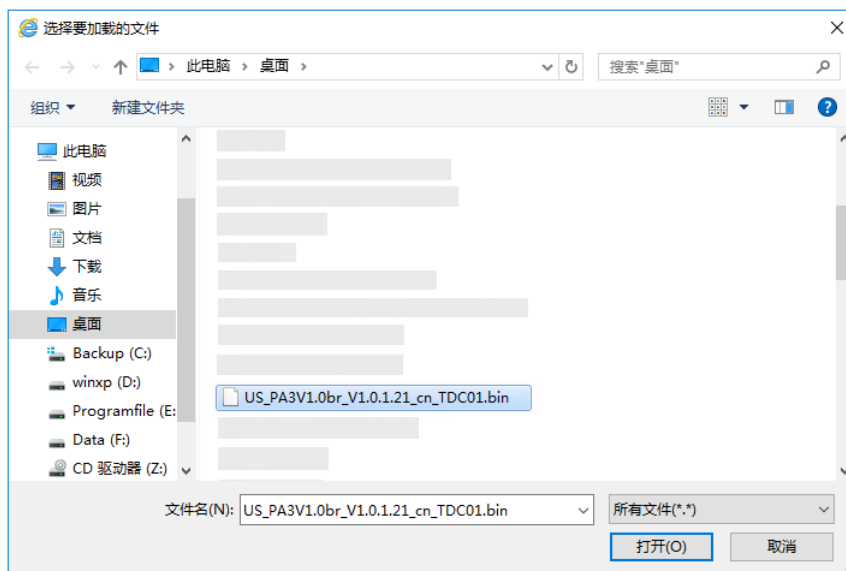 选择要加载的文件
此电脑 › 桌面 ›
搜索"桌面"
组织 新建文件夹
此电脑
视频
图片
文档
下载
音乐
桌面
Backup (C:)
winxp (D:)
Programfile (E:
Data (F:)
CD 驱动器 (Z:)
US_PA3V1.0br_V1.0.1.21_cn_TDC01.bin
文件名(N): US_PA3V1.0br_V1.0.1.21_cn_TDC01.bin 所有文件(*.*)
打开(O) 取消